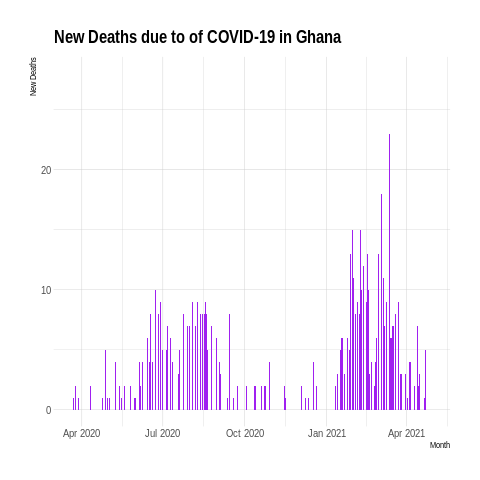 New Deaths due to of COVID-19 in Ghana
New Deaths
20
10
0
Apr 2020 Jul 2020 Oct 2020 Jan 2021 Apr 2021
Month